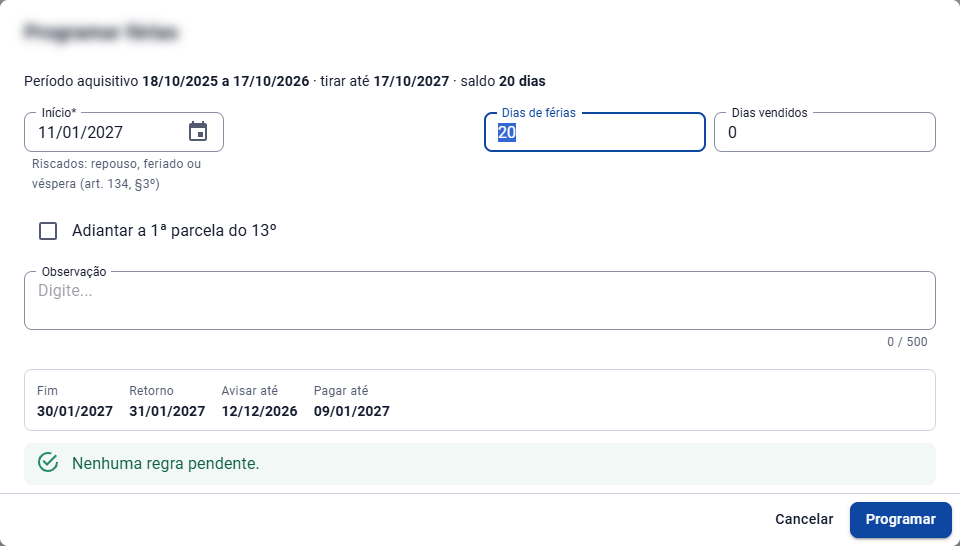 Período aquisitivo 18/10/2025 a 17/10/2026 · tirar até 17/10/2027 · saldo 20 dias
Início*
11/01/2027
Riscados: repouso, feriado ou
véspera (art. 134, §3º)
Dias de férias
20
Dias vendidos
0
Adiantar a 1ª parcela do 13º
Observação
Digite...
0 / 500
Fim
30/01/2027
Retorno
31/01/2027
Avisar até
12/12/2026
Pagar até
09/01/2027
Nenhuma regra pendente.
Cancelar
Programar